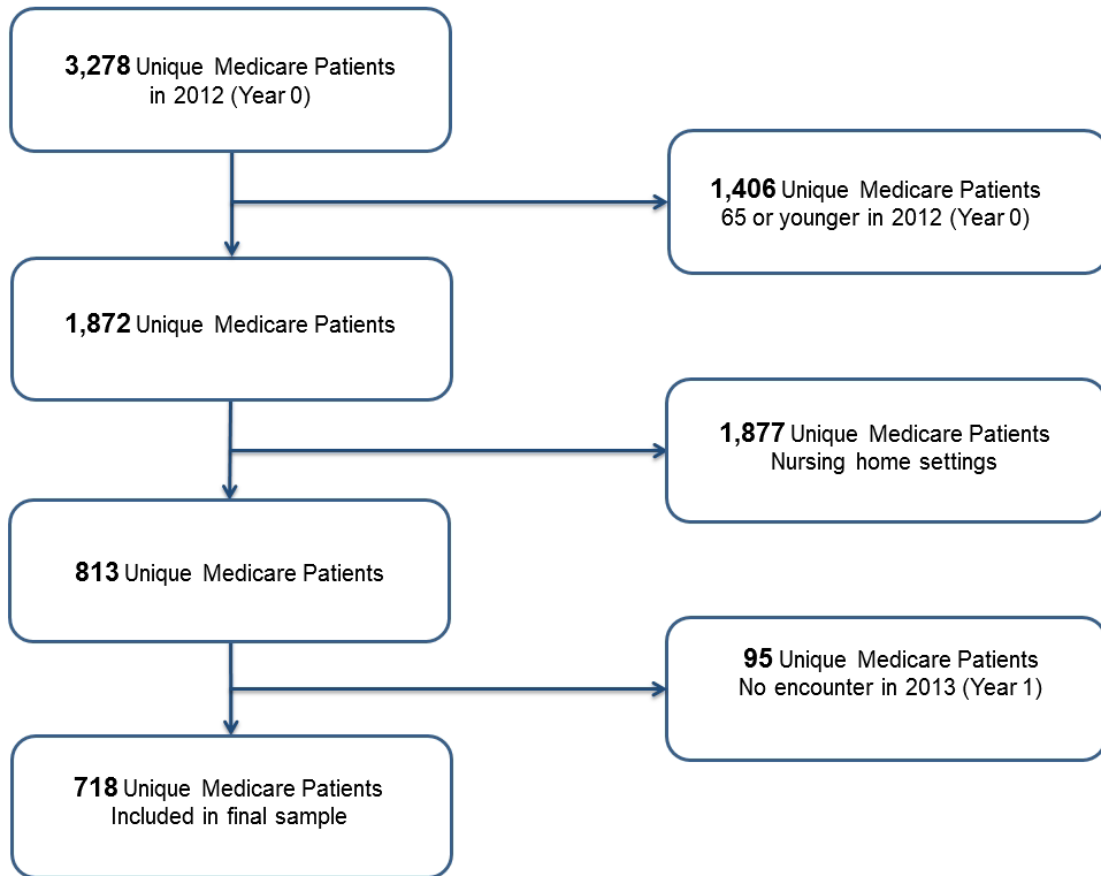 3,278 Unique Medicare Patients
in 2012 (Year 0)
1,406 Unique Medicare Patients
65 or younger in 2012 (Year 0)
1,872 Unique Medicare Patients
1,877 Unique Medicare Patients
Nursing home settings
813 Unique Medicare Patients
95 Unique Medicare Patients
No encounter in 2013 (Year 1)
718 Unique Medicare Patients
Included in final sample